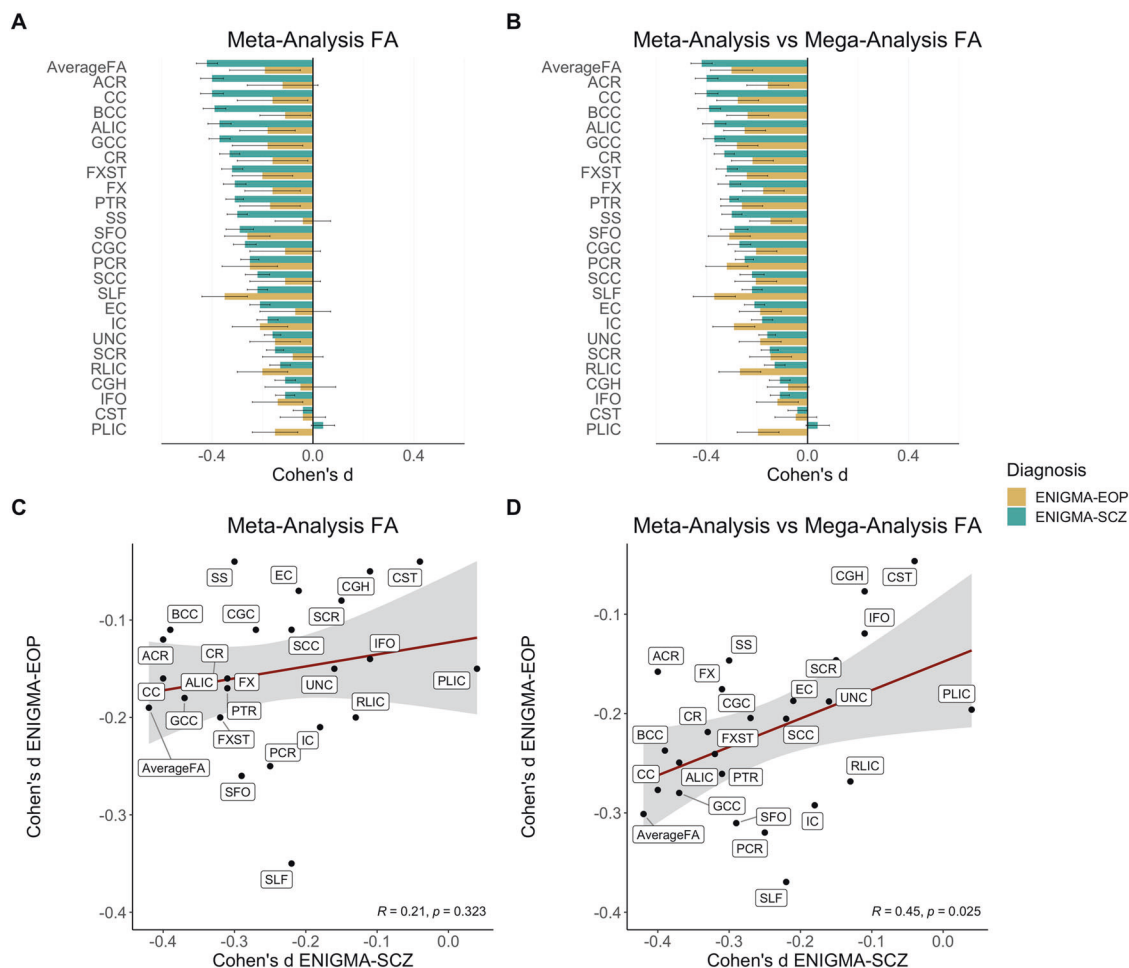 A
Meta-Analysis FA
AverageFA
ACR
CC
BCC
ALIC
GCC
CR
FXST
FX
PTR
SS
SFO
CGC
PCR
SCC
SLF
EC
IC
UNC
SCR
RLIC
CGH
IFO
CST
PLIC
-0.4 0.0 0.4
Cohen's d
B
Meta-Analysis vs Mega-Analysis FA
AverageFA
ACR
CC
BCC
ALIC
GCC
CR
FXST
FX
PTR
SS
SFO
CGC
PCR
SCC
SLF
EC
IC
UNC
SCR
RLIC
CGH
IFO
CST
PLIC
-0.4 0.0 0.4
Cohen's d
Diagnosis
ENIGMA-EOP
ENIGMA-SCZ
C
Meta-Analysis FA
Cohen's d ENIGMA-EOP
-0.1
-0.2
-0.3
-0.4
SS
EC
CGH
CST
BCC
CGC
SCR
ACR
CR
SCC
IFO
CC
ALIC
FX
UNC
PLIC
GCC
PTR
RLIC
FXST
IC
AverageFA
PCR
SFO
SLF
R = 0.21, p = 0.323
-0.4 -0.3 -0.2 -0.1 0.0
Cohen's d ENIGMA-SCZ
D
Meta-Analysis vs Mega-Analysis FA
Cohen's d ENIGMA-EOP
-0.1
-0.2
-0.3
-0.4
CGH
CST
IFO
SS
ACR
FX
SCR
EC
CGC
UNC
PLIC
CR
BCC
FXST
SCC
CC
ALIC
PTR
RLIC
GCC
SFO
IC
AverageFA
PCR
SLF
R = 0.45, p = 0.025
-0.4 -0.3 -0.2 -0.1 0.0
Cohen's d ENIGMA-SCZ